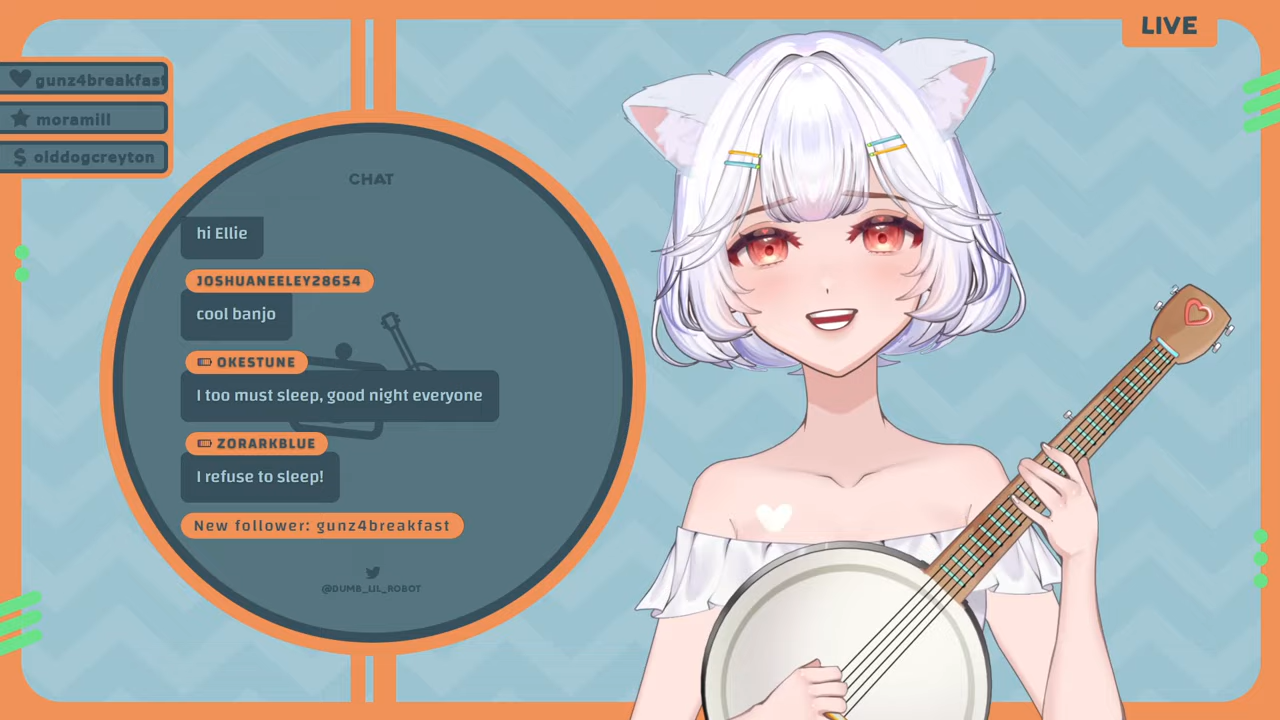 LIVE
gunz4breakfast
moramill
$ olddogcreyton
CHAT
hi Ellie
JOSHUANEELEY28654
cool banjo
OKESTUNE
I too must sleep, good night everyone
ZORARKBLUE
I refuse to sleep!
New follower: gunz4breakfast
@DUMB_LIL_ROBOT